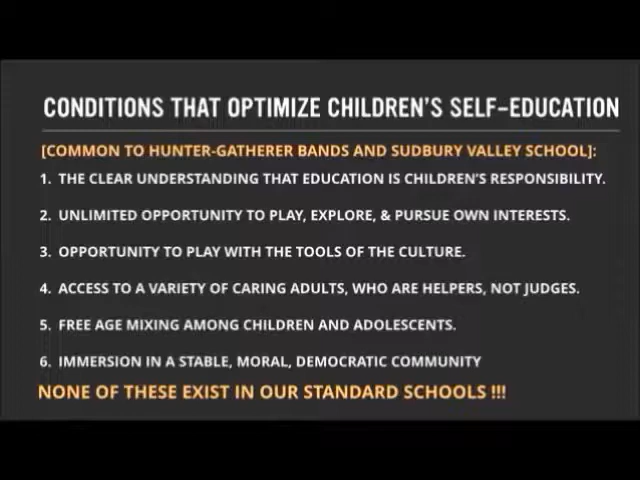 CONDITIONS THAT OPTIMIZE CHILDREN'S SELF-EDUCATION
[COMMON TO HUNTER-GATHERER BANDS AND SUDBURY VALLEY SCHOOL]:
1. THE CLEAR UNDERSTANDING THAT EDUCATION IS CHILDREN'S RESPONSIBILITY.
2. UNLIMITED OPPORTUNITY TO PLAY, EXPLORE, & PURSUE OWN INTERESTS.
3. OPPORTUNITY TO PLAY WITH THE TOOLS OF THE CULTURE.
4. ACCESS TO A VARIETY OF CARING ADULTS, WHO ARE HELPERS, NOT JUDGES.
5. FREE AGE MIXING AMONG CHILDREN AND ADOLESCENTS.
6. IMMERSION IN A STABLE, MORAL, DEMOCRATIC COMMUNITY
NONE OF THESE EXIST IN OUR STANDARD SCHOOLS !!!